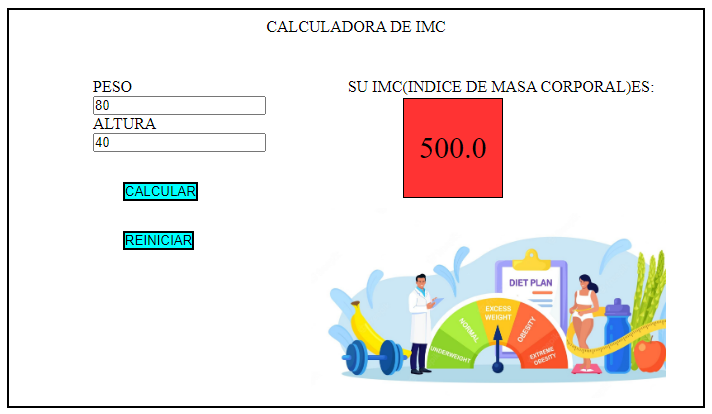 CALCULADORA DE IMC
PESO
80
ALTURA
40
CALCULAR
REINICIAR
SU IMC(INDICE DE MASA CORPORAL)ES:
500.0
DIET PLAN
UNDERWEIGHT
NORMAL
EXCESS
WEIGHT
OBESITY
EXTREME
OBESITY